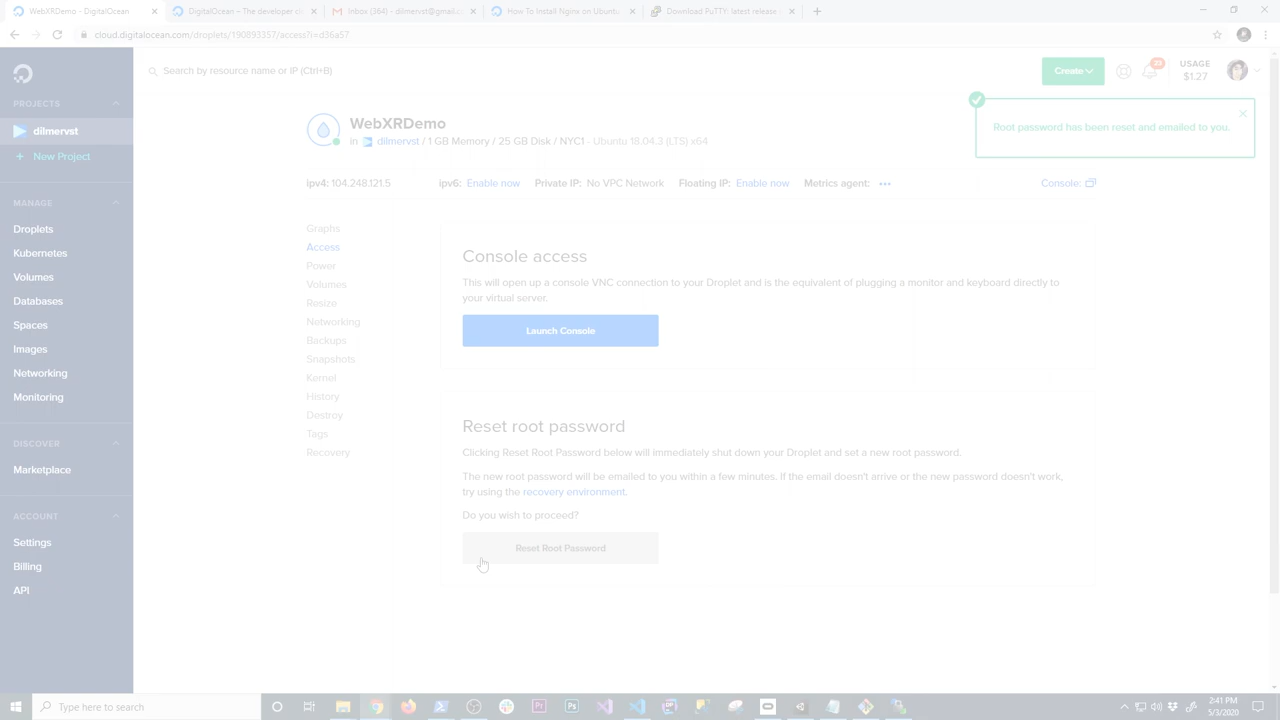 WebXRDemo - DigitalOcean
DigitalOcean – The developer cl
Inbox (364) - dilmervst@gmail.c
How To Install Nginx on Ubuntu
Download PuTTY: latest release
cloud.digitalocean.com/droplets/190893357/access?i=d36a57
Search by resource name or IP (Ctrl+B)
Create
USAGE
$1.27
PROJECTS
dilmervst
+ New Project
MANAGE
Droplets
Kubernetes
Volumes
Databases
Spaces
Images
Networking
Monitoring
DISCOVER
Marketplace
ACCOUNT
Settings
Billing
API
WebXRDemo
in dilmervst / 1 GB Memory / 25 GB Disk / NYC1 - Ubuntu 18.04.3 (LTS) x64
Root password has been reset and emailed to you.
ipv4: 104.248.121.5 ipv6: Enable now Private IP: No VPC Network Floating IP: Enable now Metrics agent: Console:
Graphs
Access
Power
Volumes
Resize
Networking
Backups
Snapshots
Kernel
History
Destroy
Tags
Recovery
Console access
This will open up a console VNC connection to your Droplet and is the equivalent of plugging a monitor and keyboard directly to
your virtual server.
Launch Console
Reset root password
Clicking Reset Root Password below will immediately shut down your Droplet and set a new root password.
The new root password will be emailed to you within a few minutes. If the email doesn't arrive or the new password doesn't work,
try using the recovery environment.
Do you wish to proceed?
Reset Root Password
Type here to search
2:41 PM
5/3/2020